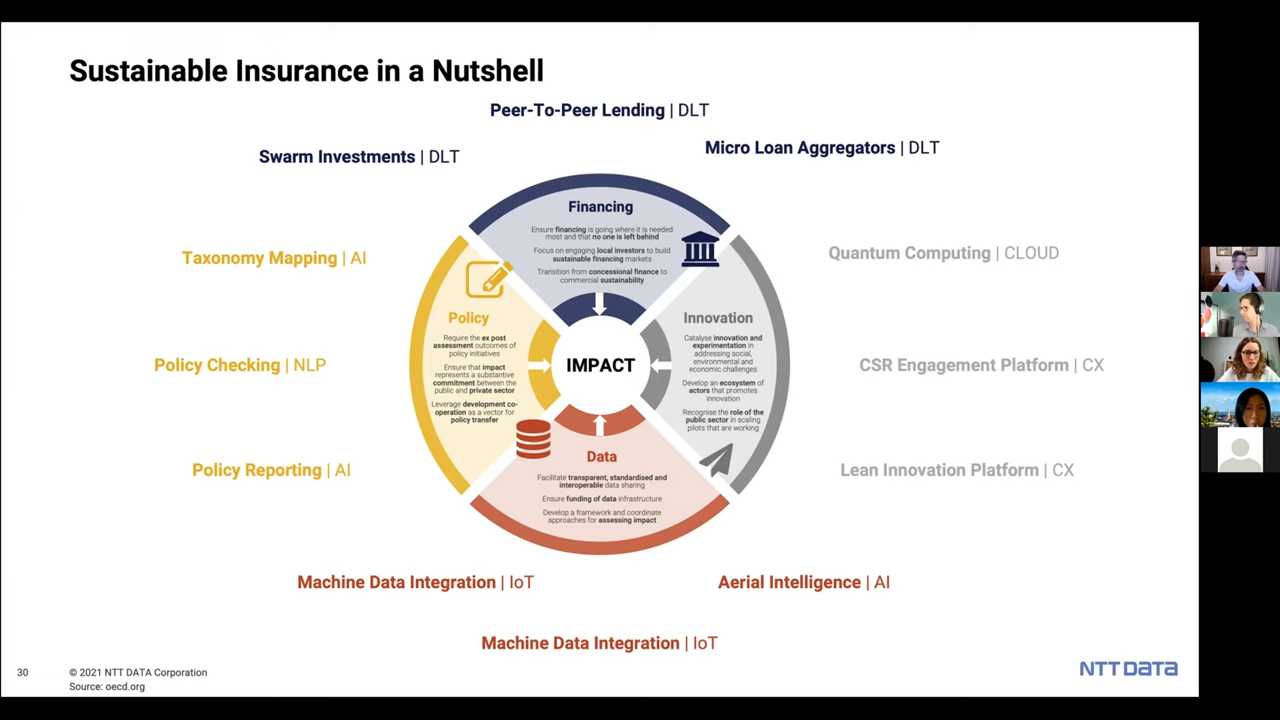 Sustainable Insurance in a Nutshell
Peer-To-Peer Lending | DLT
Swarm Investments | DLT
Micro Loan Aggregators | DLT
Financing
Ensure financing is going where it is needed
most and that no one is left behind
Focus on engaging local investors to build
sustainable financing markets
Transition from concessional finance to
commercial sustainability
Taxonomy Mapping | AI
Policy Checking | NLP
Policy Reporting | AI
Policy
Require the ex post
assessment outcomes of
policy initiatives
Ensure that impact
represents a substantive
commitment between the
public and private sector
Leverage development co-
operation as a vector for
policy transfer
IMPACT
Innovation
Catalyse innovation and
experimentation in
addressing social,
environmental and
economic challenges
Develop an ecosystem of
actors that promotes
innovation
Recognise the role of the
public sector in scaling
pilots that are working
Quantum Computing | CLOUD
CSR Engagement Platform | CX
Lean Innovation Platform | CX
Data
Facilitate transparent, standardised and
interoperable data sharing
Ensure funding of data infrastructure
Develop a framework and coordinate
approaches for assessing impact
Machine Data Integration | IoT
Aerial Intelligence | AI
Machine Data Integration | IoT
30
© 2021 NTT DATA Corporation
Source: oecd.org
NTT DATA